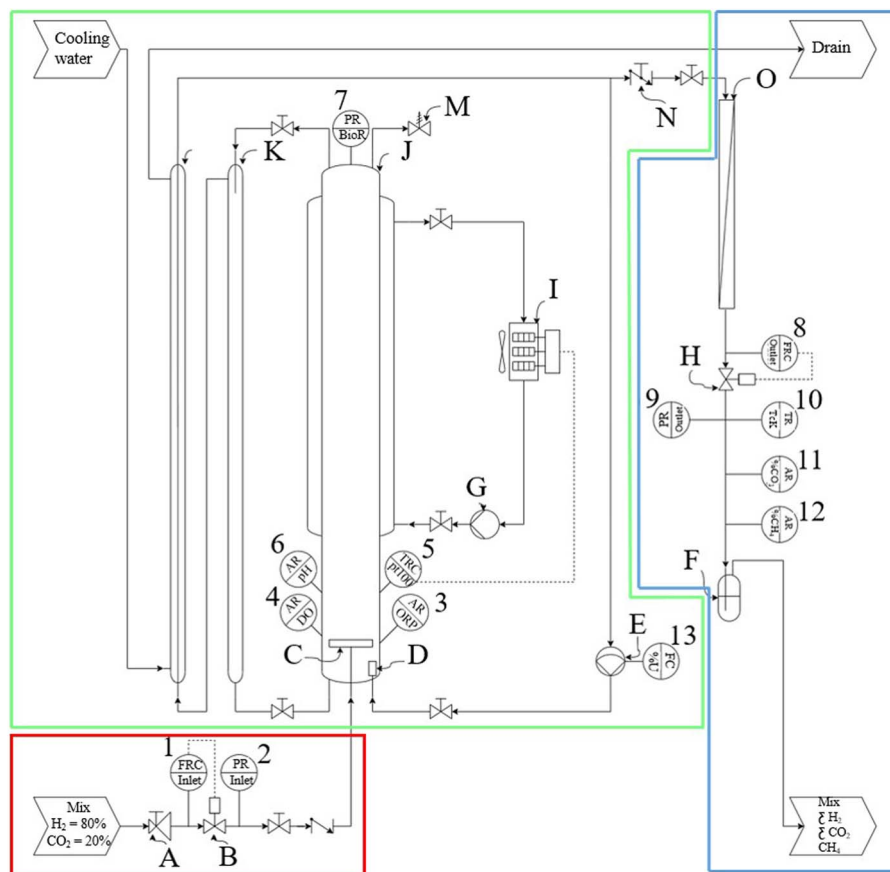 Cooling
water
Drain
O
N
7
PR
BioR
M
K
J
I
8
FRC
Outlet
H
9
PR
Outlet
10
TR
TcK
11
AR
%CO2
12
AR
%CH4
G
6
AR
pH
5
TRC
pt100
4
AR
DO
3
AR
ORP
F
C
D
E
13
FC
%U
1
FRC
Inlet
2
PR
Inlet
Mix
H2 = 80%
CO2 = 20%
A
B
Mix
ξ H2
ξ CO2
CH4